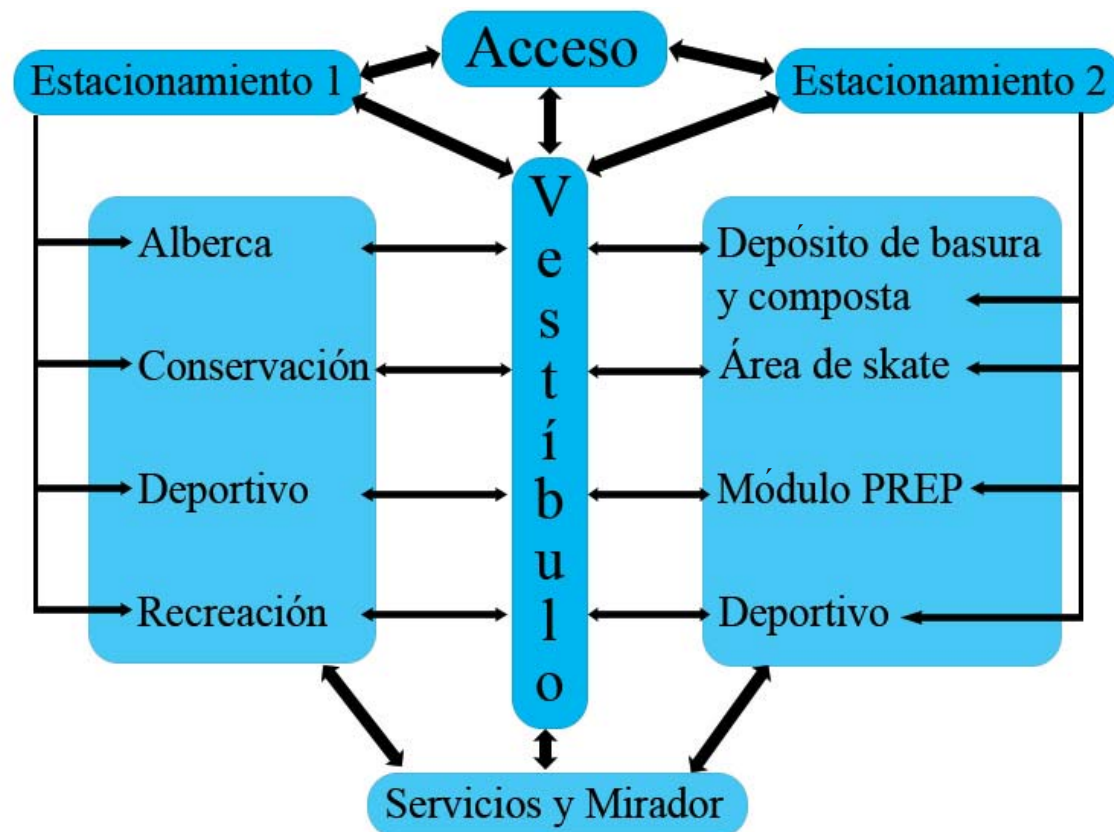 Acceso
Estacionamiento 1
Estacionamiento 2
Vestíbulo
Alberca
Conservación
Deportivo
Recreación
Depósito de basura
y composta
Área de skate
Módulo PREP
Deportivo
Servicios y Mirador